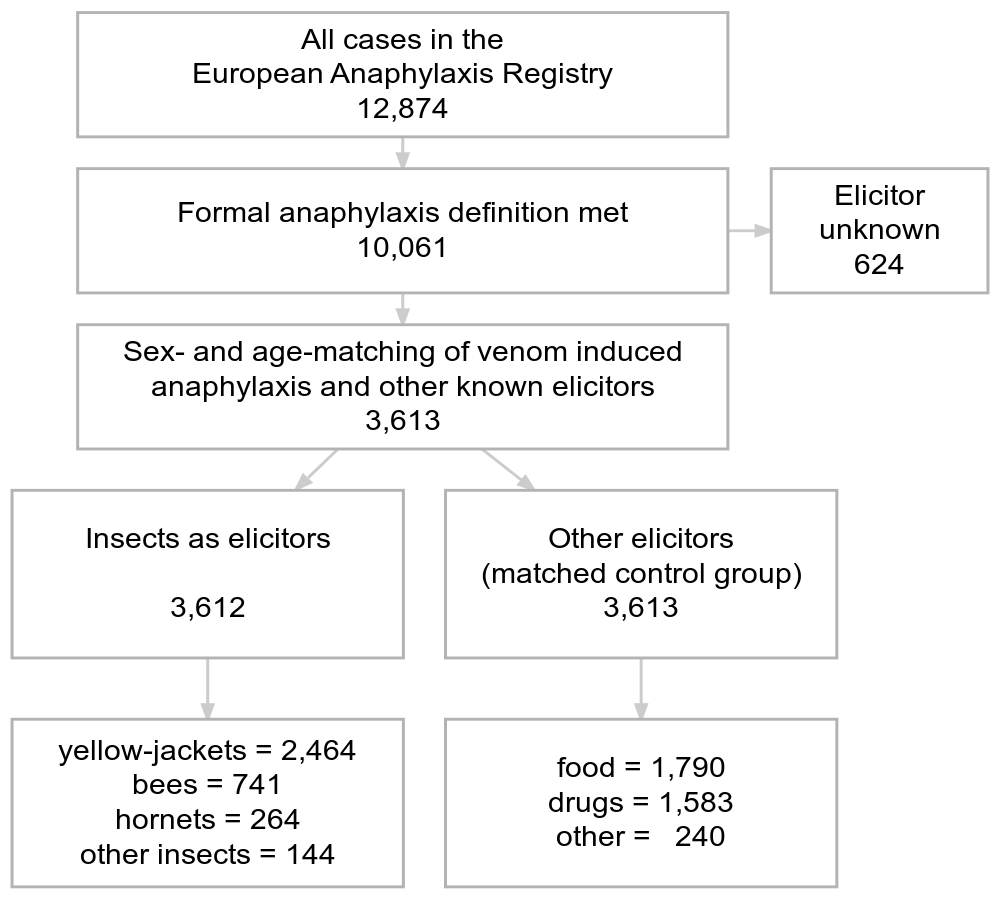 All cases in the
European Anaphylaxis Registry
12,874
Formal anaphylaxis definition met
10,061
Elicitor
unknown
624
Sex- and age-matching of venom induced
anaphylaxis and other known elicitors
3,613
Insects as elicitors
3,612
Other elicitors
(matched control group)
3,613
yellow-jackets = 2,464
bees = 741
hornets = 264
other insects = 144
food = 1,790
drugs = 1,583
other = 240